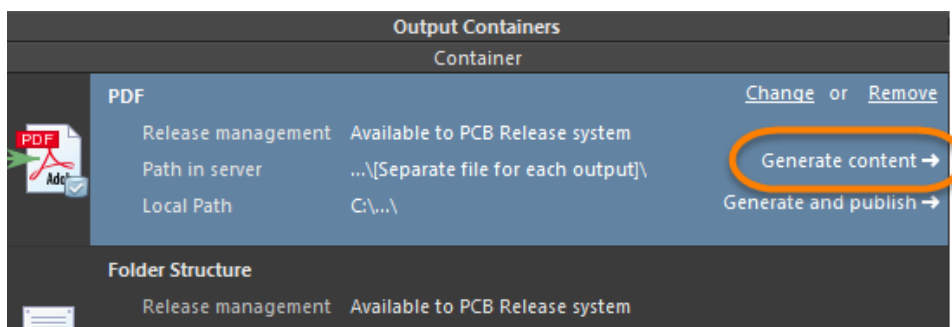 Output Containers
Container
PDF
Change or Remove
Release management Available to PCB Release system
Path in server ...\[Separate file for each output]\
Generate content →
Local Path C:\...\
Generate and publish →
PDF
Folder Structure
Release management Available to PCB Release system